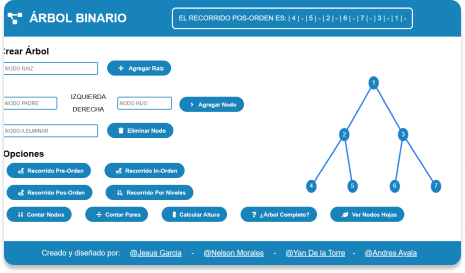 ÁRBOL BINARIO
EL RECORRIDO POS-ORDEN ES: | 4 | - | 5 | - | 2 | - | 6 | - | 7 | - | 3 | - | 1 | -
Crear Árbol
NODO RAIZ
+ Agregar Raiz
NODO PADRE
IZQUIERDA
DERECHA
NODO HIJO
> Agregar Nodo
NODO A ELMINAR
Eliminar Nodo
Opciones
Recorrido Pre-Orden
Recorrido In-Orden
Recorrido Pos-Orden
Recorrido Por Niveles
Contar Nodos
Contar Pares
Calcular Altura
? ¿Árbol Completo?
Ver Nodos Hojas
1
2
3
4
5
6
7
Creado y diseñado por: @Jesus Garcia - @Nelson Morales - @Yan De la Torre - @Andres Ayala